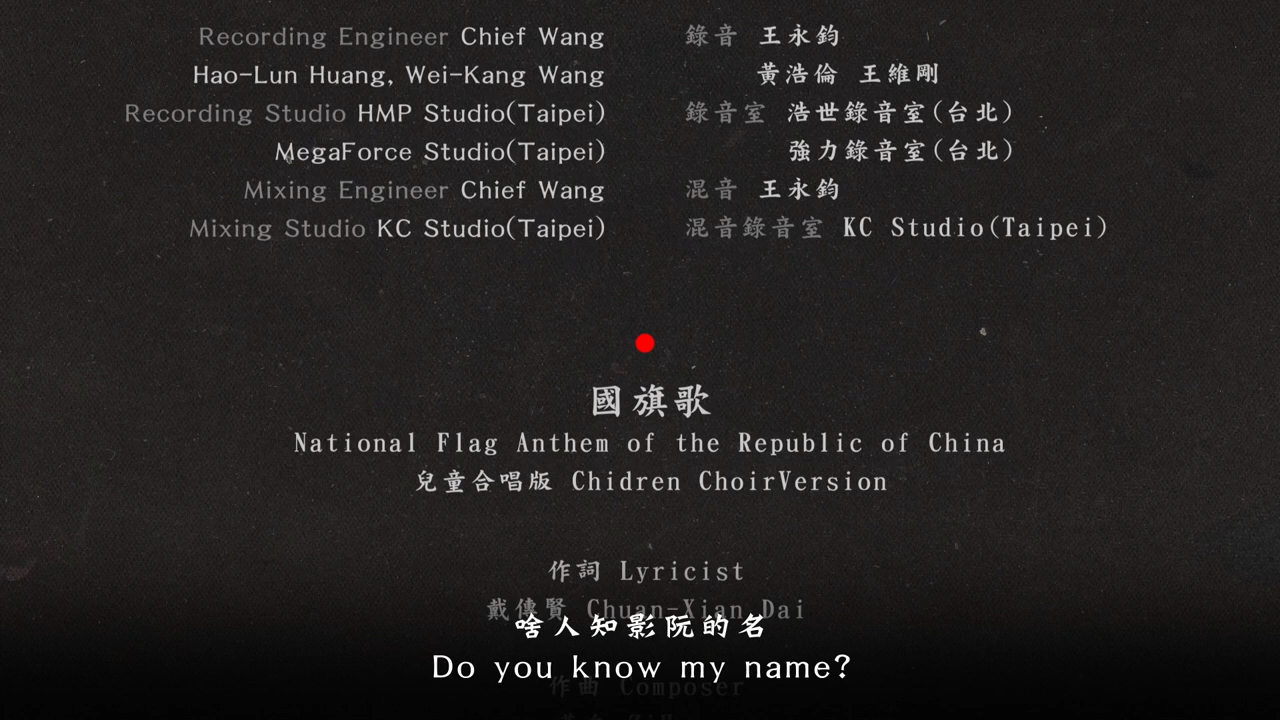 Recording Engineer Chief Wang 錄音 王永鈞
Hao-Lun Huang, Wei-Kang Wang 黃浩倫 王維剛
Recording Studio HMP Studio(Taipei) 錄音室 浩世錄音室(台北)
MegaForce Studio(Taipei) 強力錄音室(台北)
Mixing Engineer Chief Wang 混音 王永鈞
Mixing Studio KC Studio(Taipei) 混音錄音室 KC Studio(Taipei)
國旗歌
National Flag Anthem of the Republic of China
兒童合唱版 Chidren ChoirVersion
作詞 Lyricist
戴傳賢 Chuan-Xian Dai
啥人知影阮的名
Do you know my name?
作曲 Composer